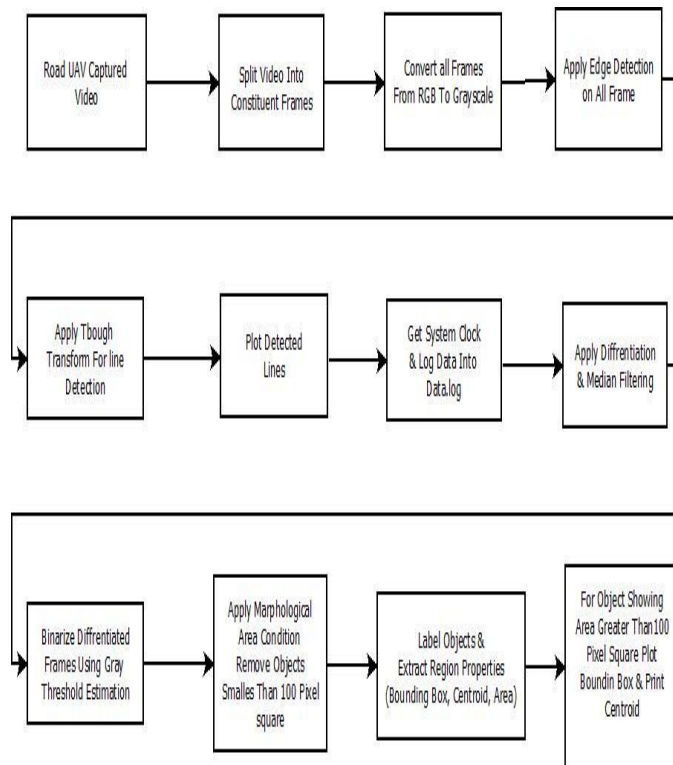 Road UAV Captured
Video
Split Video Into
Constituent Frames
Convert all Frames
From RGB To Grayscale
Apply Edge Detection
on All Frame
Apply Tbough
Transform For line
Detection
Plot Detected
Lines
Get System Clock
& Log Data Into
Data.log
Apply Diffrentiation
& Median Filtering
Binarize Diffrentiated
Frames Using Gray
Threshold Estimation
Apply Marphological
Area Condition
Remove Objects
Smalles Than 100 Pixel
square
Label Objects &
Extract Region Properties
(Bounding Box, Centroid, Area)
For Object Showing
Area Greater Than100
Pixel Square Plot
Boundin Box & Print
Centroid